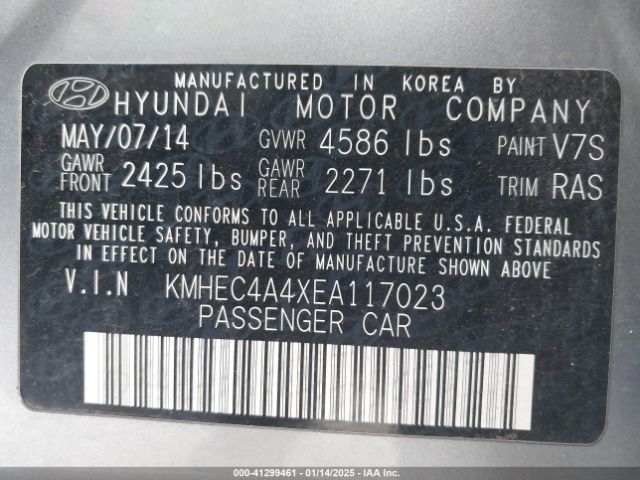 MANUFACTURED IN KOREA BY
HYUNDAI MOTOR COMPANY
MAY/07/14 GVWR 4586 lbs PAINT V7S
GAWR FRONT 2425 lbs GAWR REAR 2271 lbs TRIM RAS
THIS VEHICLE CONFORMS TO ALL APPLICABLE U.S.A. FEDERAL
MOTOR VEHICLE SAFETY, BUMPER, AND THEFT PREVENTION STANDARDS
IN EFFECT ON THE DATE OF MANUFACTURE SHOWN ABOVE
V.I.N KMHEC4A4XEA117023
PASSENGER CAR
000-41299461 - 01/14/2025 - IAA Inc.